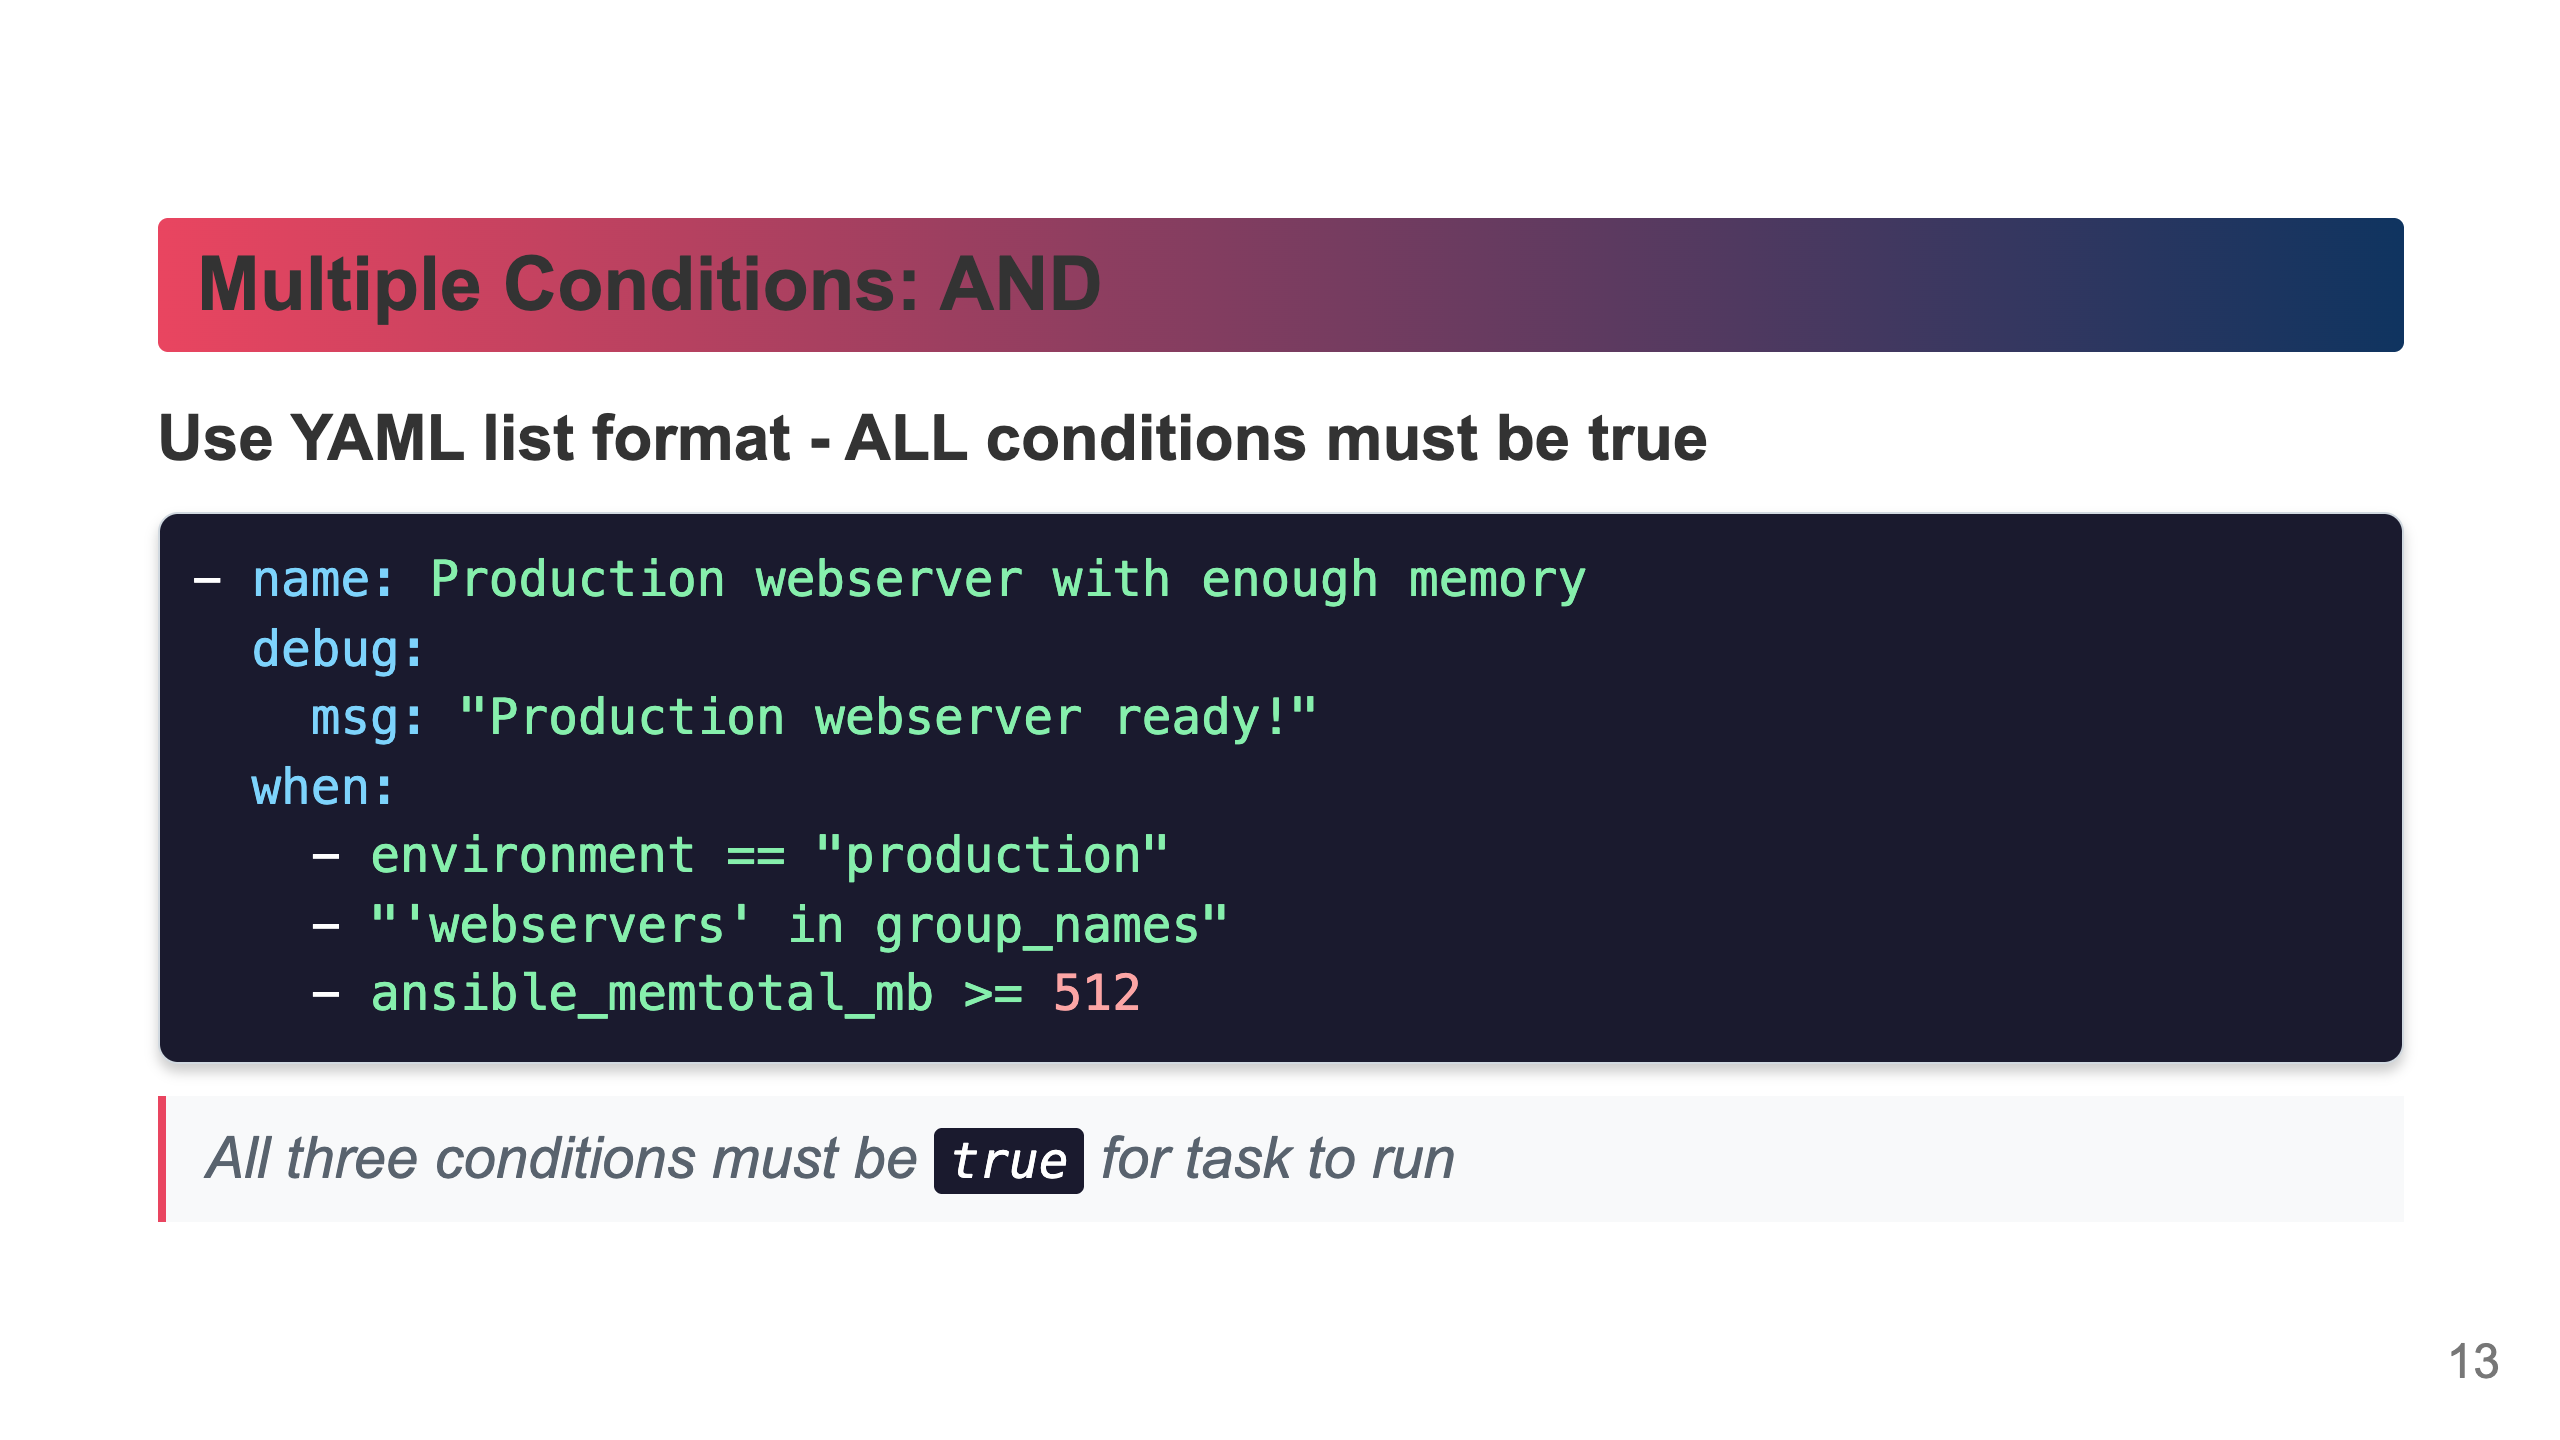 Multiple Conditions: AND
Use YAML list format - ALL conditions must be true
- name: Production webserver with enough memory
  debug:
    msg: "Production webserver ready!"
  when:
    - environment == "production"
    - "'webservers' in group_names"
    - ansible_memtotal_mb >= 512
All three conditions must be true for task to run
13